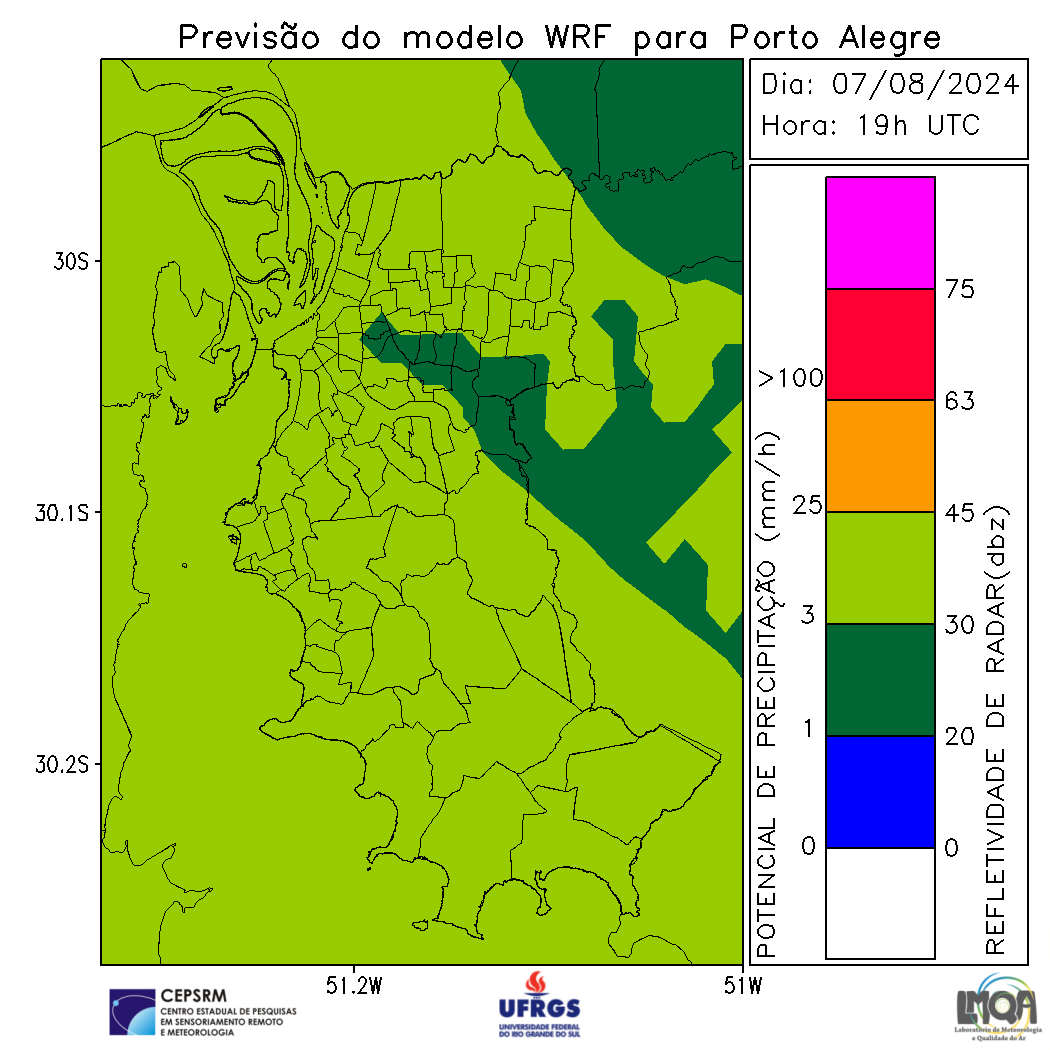 Previsão do modelo WRF para Porto Alegre
Dia: 07/08/2024
Hora: 19h UTC
30S
30.1S
30.2S
51.2W
51W
POTENCIAL DE PRECIPITAÇÃO (mm/h)
>100
25
3
1
0
75
63
45
30
20
0
REFLETIVIDADE DE RADAR(dbz)
CEPSRM
CENTRO ESTADUAL DE PESQUISAS
EM SENSORIAMENTO REMOTO
E METEOROLOGIA
UFRGS
UNIVERSIDADE FEDERAL
DO RIO GRANDE DO SUL
LMQA
Laboratório de Meteorologia
e Qualidade do Ar